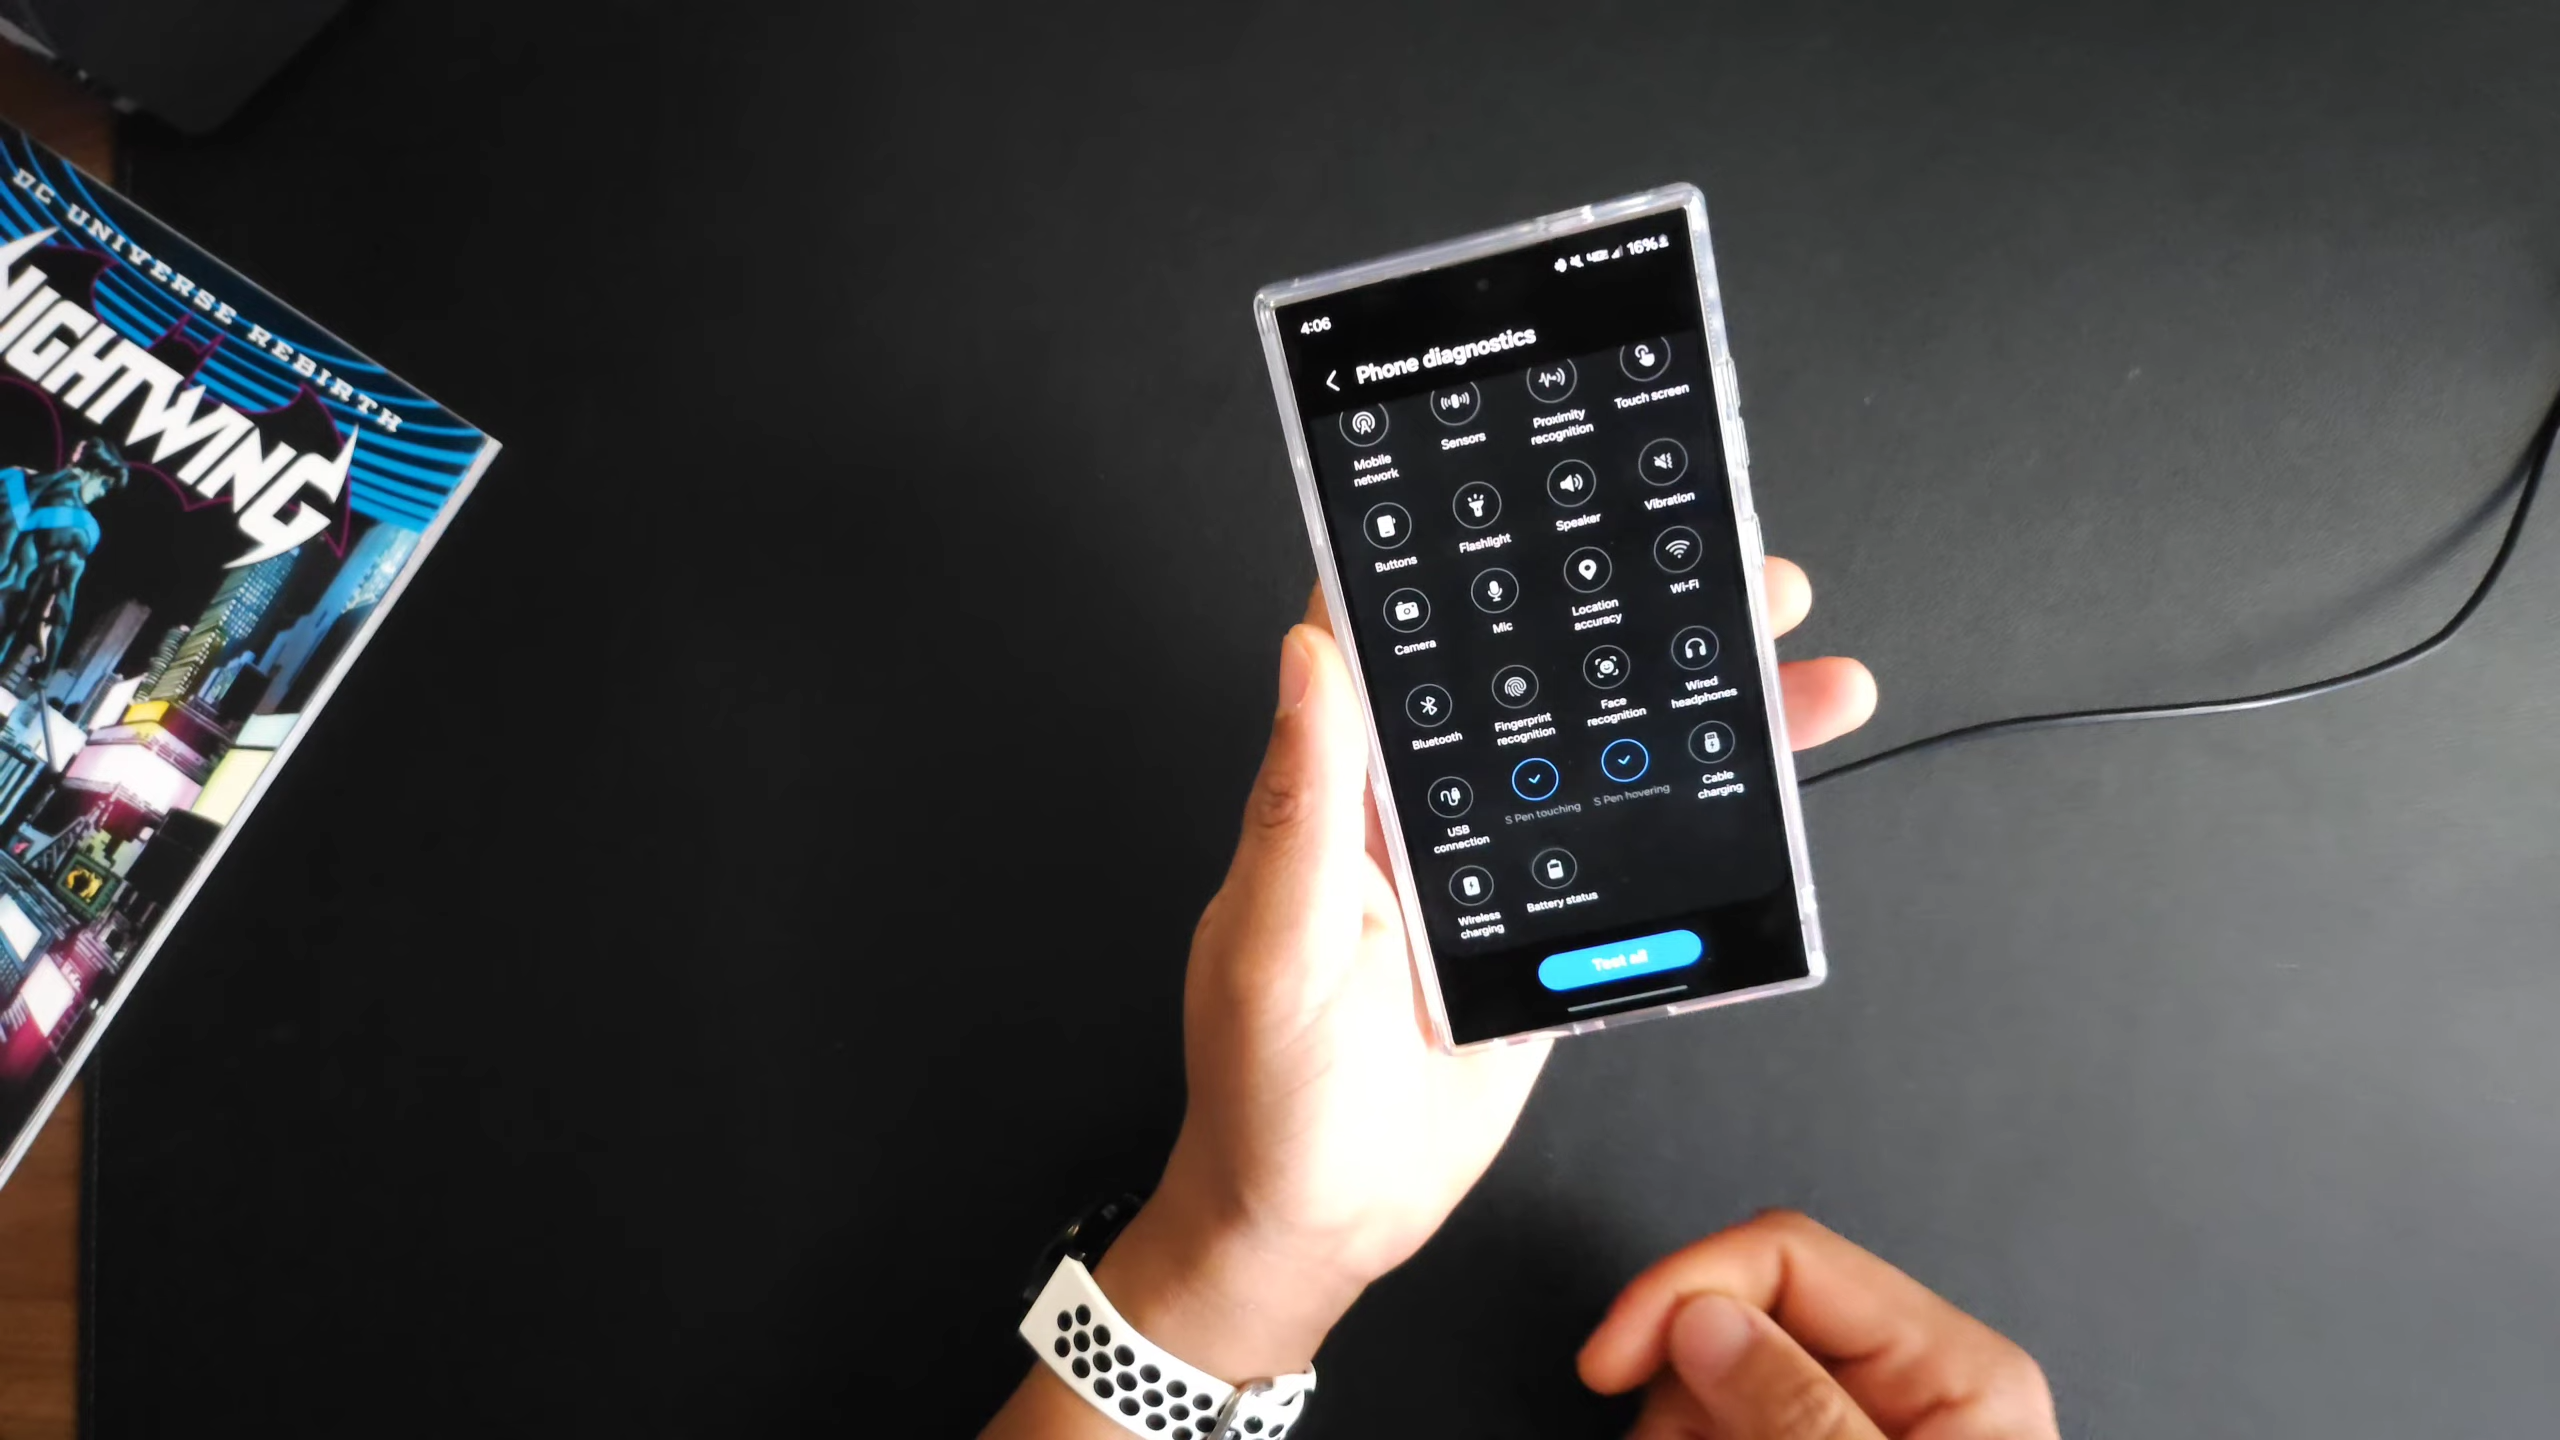 DC UNIVERSE REBIRTH
NIGHTWING
16%
4:06
Phone diagnostics
Mobile
network
Sensors
Proximity
recognition
Touch screen
Buttons
Flashlight
Speaker
Vibration
Camera
Mic
Location
accuracy
Wi-Fi
Bluetooth
Fingerprint
recognition
Face
recognition
Wired
headphones
USB
connection
S Pen touching
S Pen hovering
Cable
charging
Wireless
charging
Battery status
Test all